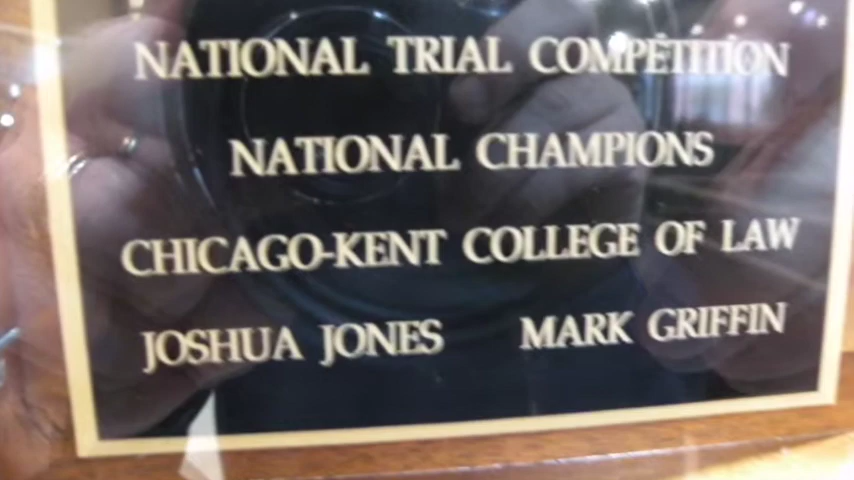 NATIONAL TRIAL COMPETITION
NATIONAL CHAMPIONS
CHICAGO-KENT COLLEGE OF LAW
JOSHUA JONES MARK GRIFFIN